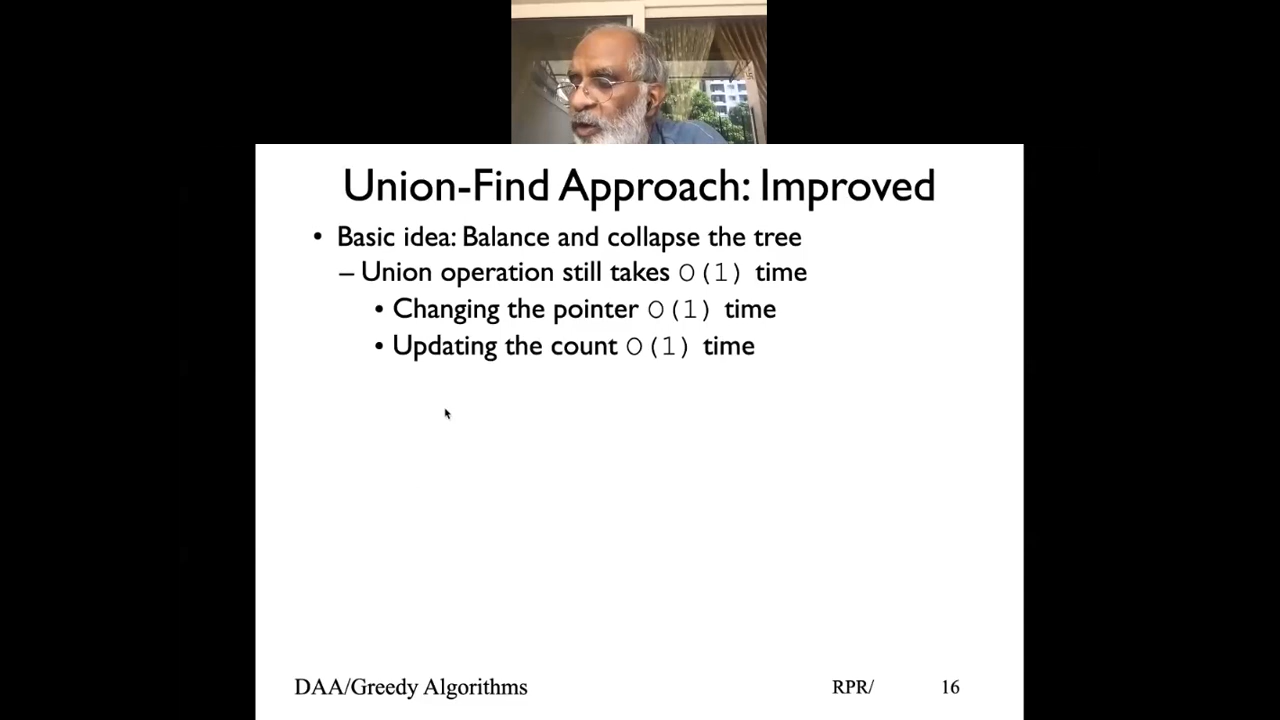 Union-Find Approach: Improved
• Basic idea: Balance and collapse the tree
– Union operation still takes O(1) time
• Changing the pointer O(1) time
• Updating the count O(1) time
DAA/Greedy Algorithms RPR/ 16